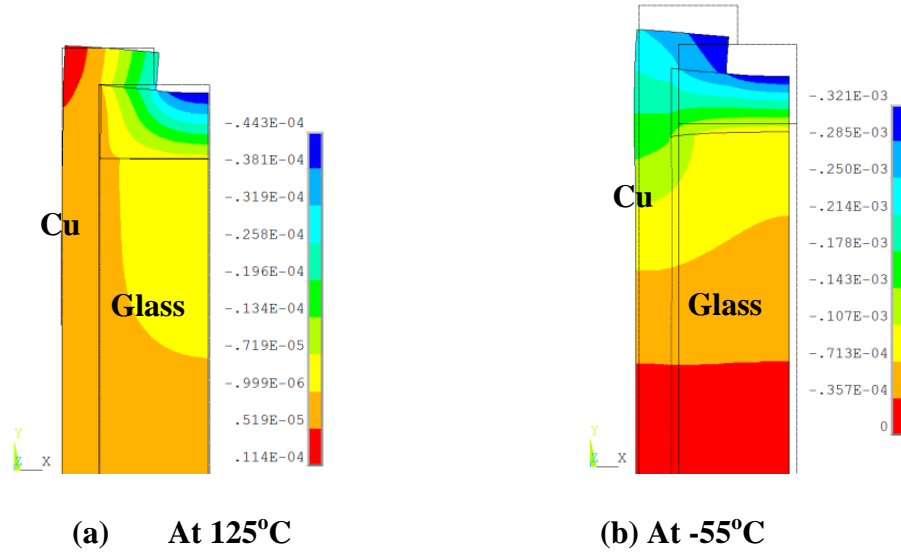 Cu
Glass
-.443E-04
-.381E-04
-.319E-04
-.258E-04
-.196E-04
-.134E-04
-.719E-05
-.999E-06
.519E-05
.114E-04
Y
Z X
(a) At 125°C
Cu
Glass
-.321E-03
-.285E-03
-.250E-03
-.214E-03
-.178E-03
-.143E-03
-.107E-03
-.713E-04
-.357E-04
0
Y
Z X
(b) At -55°C